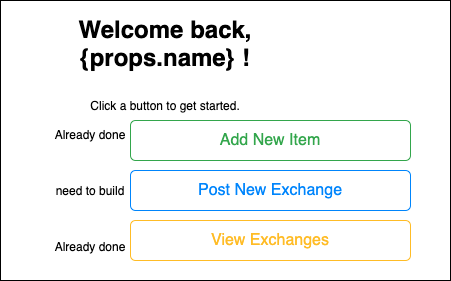 Welcome back,
{props.name} !
Click a button to get started.
Already done
Add New Item
need to build
Post New Exchange
Already done
View Exchanges